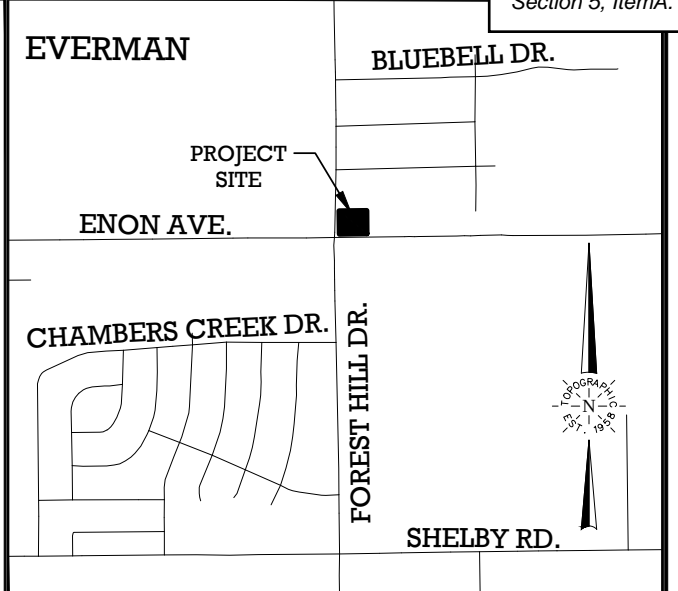 Section 5, ItemA.
EVERMAN
BLUEBELL DR.
PROJECT
SITE
ENON AVE.
CHAMBERS CREEK DR.
FOREST HILL DR.
TOPOGRAPHIC
N
EST. 1958
SHELBY RD.